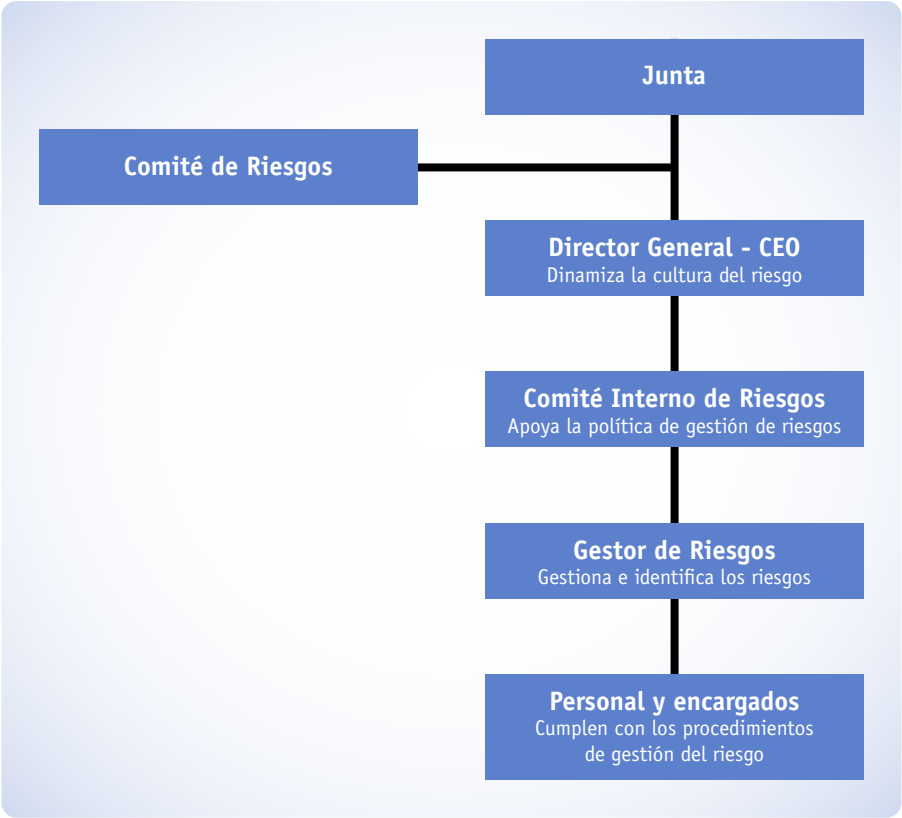 Junta
Comité de Riesgos
Director General - CEO
Dinamiza la cultura del riesgo
Comité Interno de Riesgos
Apoya la política de gestión de riesgos
Gestor de Riesgos
Gestiona e identifica los riesgos
Personal y encargados
Cumplen con los procedimientos
de gestión del riesgo